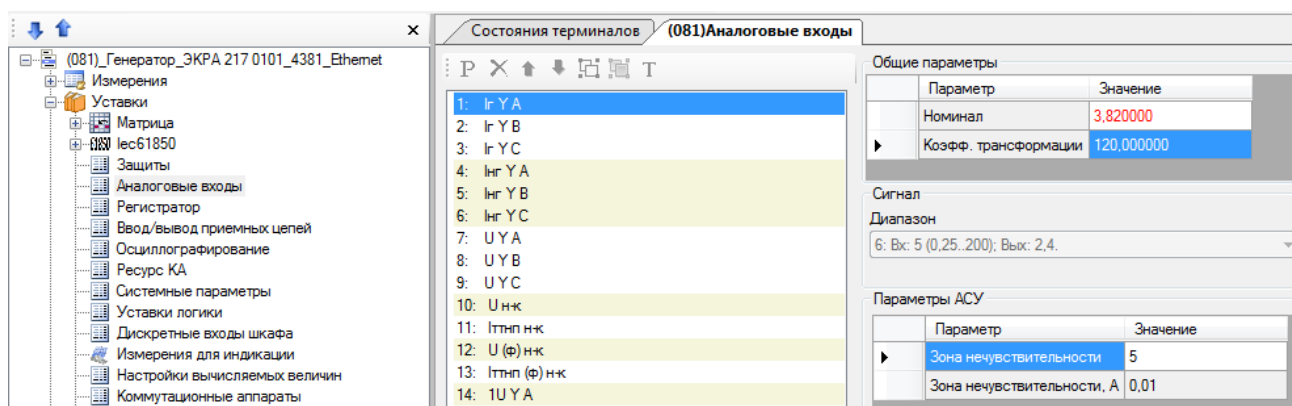 (081)_Генератор_ЭКРА 217 0101_4381_Ethernet
Измерения
Уставки
Матрица
61850 Iec61850
Защиты
Аналоговые входы
Регистратор
Ввод/вывод приемных цепей
Осциллографирование
Ресурс КА
Системные параметры
Уставки логики
Дискретные входы шкафа
Измерения для индикации
Настройки вычисляемых величин
Коммутационные аппараты
Состояния терминалов
(081)Аналоговые входы
P T
1: Iг Y A
2: Iг Y B
3: Iг Y C
4: Iнг Y A
5: Iнг Y B
6: Iнг Y C
7: U Y A
8: U Y B
9: U Y C
10: U н-к
11: Iттнп н-к
12: U (ф) н-к
13: Iттнп (ф) н-к
14: 1U Y A
Общие параметры
Параметр Значение
Номинал 3,820000
Коэфф. трансформации 120,000000
Сигнал
Диапазон
6: Вх: 5 (0,25..200); Вых: 2,4.
Параметры АСУ
Параметр Значение
Зона нечувствительности 5
Зона нечувствительности, А 0,01